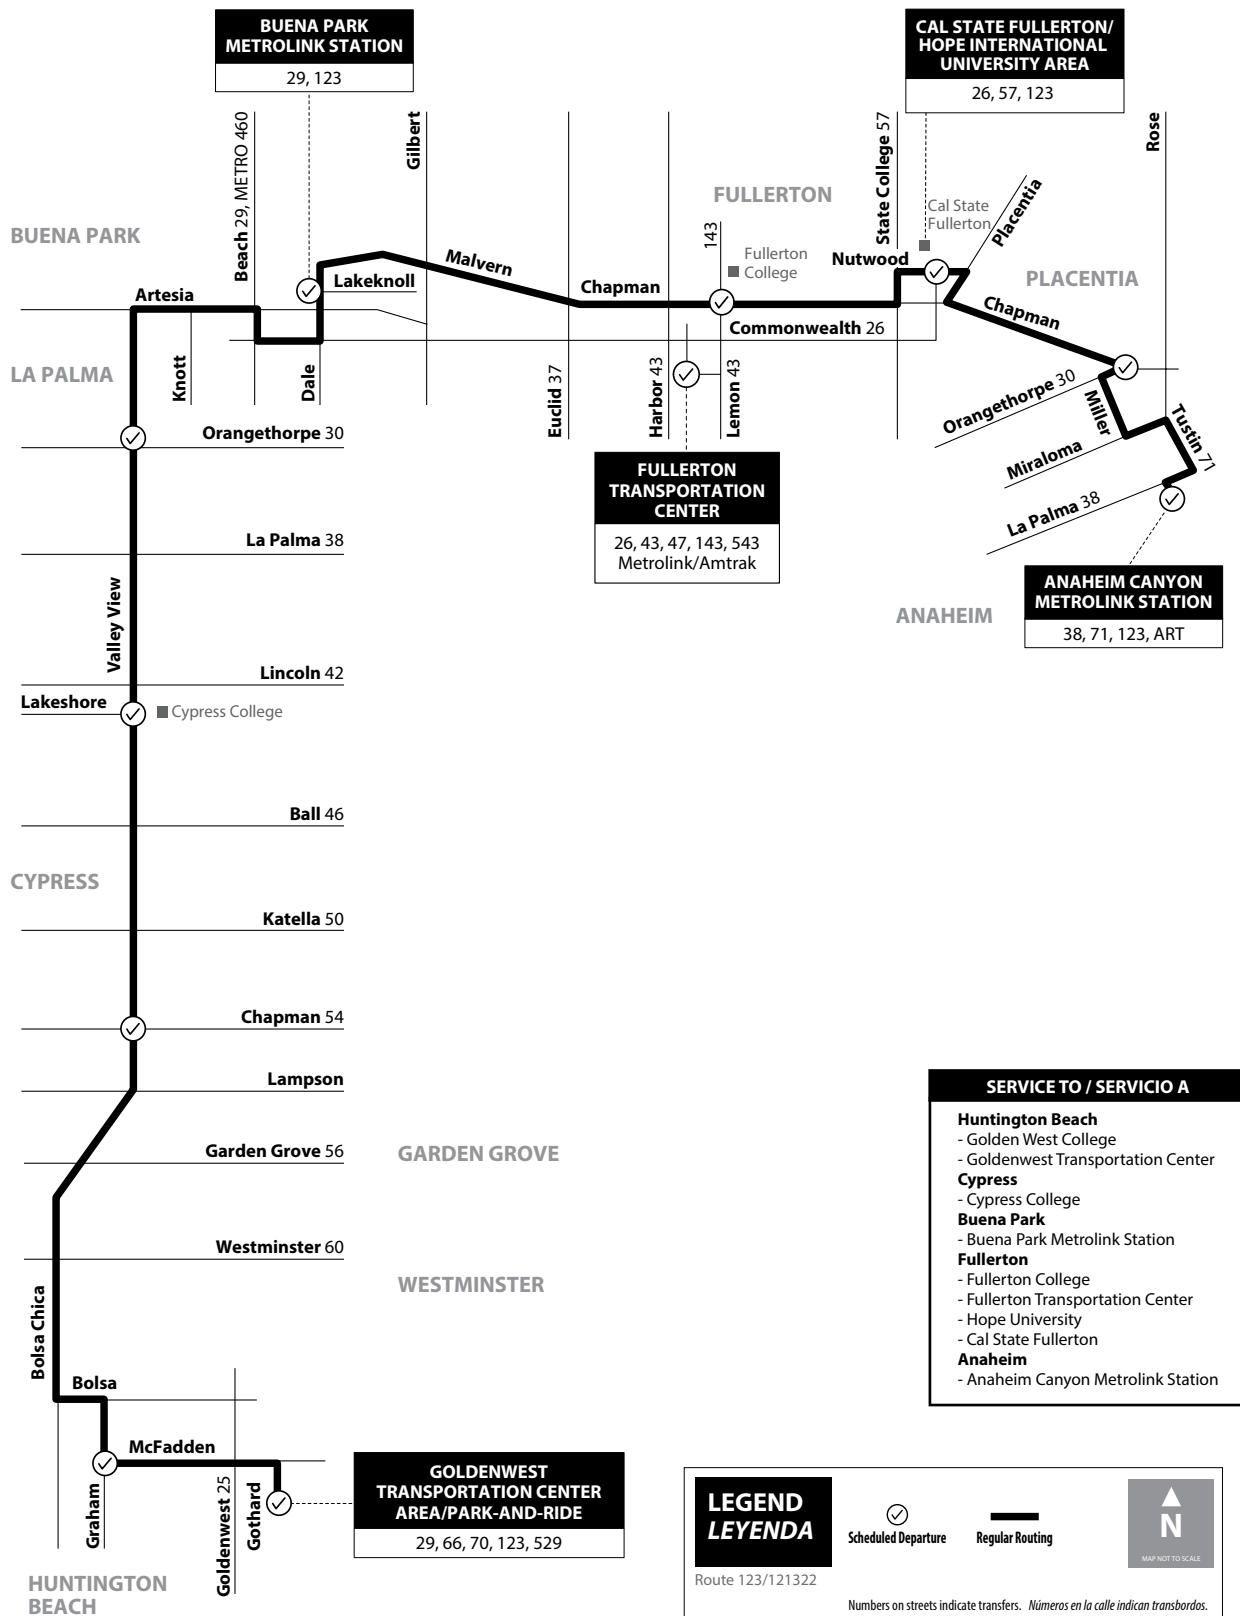 BUENA PARK
METROLINK STATION
29, 123
CAL STATE FULLERTON/
HOPE INTERNATIONAL
UNIVERSITY AREA
26, 57, 123
Beach 29, METRO 460
Gilbert
State College 57
Rose
FULLERTON
143
Cal State
Fullerton
Placentia
BUENA PARK
Malvern
Fullerton
College
Nutwood
Lakeknoll
PLACENTIA
Artesia
Chapman
Chapman
Commonwealth 26
LA PALMA
Knott
Dale
Euclid 37
Harbor 43
Lemon 43
Orangethorpe 30
Miller
Tustin 71
Orangethorpe 30
Miraloma
FULLERTON
TRANSPORTATION
CENTER
26, 43, 47, 143, 543
Metrolink/Amtrak
La Palma 38
La Palma 38
ANAHEIM CANYON
METROLINK STATION
38, 71, 123, ART
ANAHEIM
Valley View
Lincoln 42
Lakeshore
Cypress College
Ball 46
CYPRESS
Katella 50
Chapman 54
Lampson
Garden Grove 56
GARDEN GROVE
Westminster 60
WESTMINSTER
Bolsa Chica
Bolsa
McFadden
Graham
Goldenwest 25
Gothard
GOLDENWEST
TRANSPORTATION CENTER
AREA/PARK-AND-RIDE
29, 66, 70, 123, 529
HUNTINGTON
BEACH
SERVICE TO / SERVICIO A
Huntington Beach
- Golden West College
- Goldenwest Transportation Center
Cypress
- Cypress College
Buena Park
- Buena Park Metrolink Station
Fullerton
- Fullerton College
- Fullerton Transportation Center
- Hope University
- Cal State Fullerton
Anaheim
- Anaheim Canyon Metrolink Station
LEGEND
LEYENDA
Scheduled Departure
Regular Routing
N
MAP NOT TO SCALE
Route 123/121322
Numbers on streets indicate transfers. Números en la calle indican transbordos.